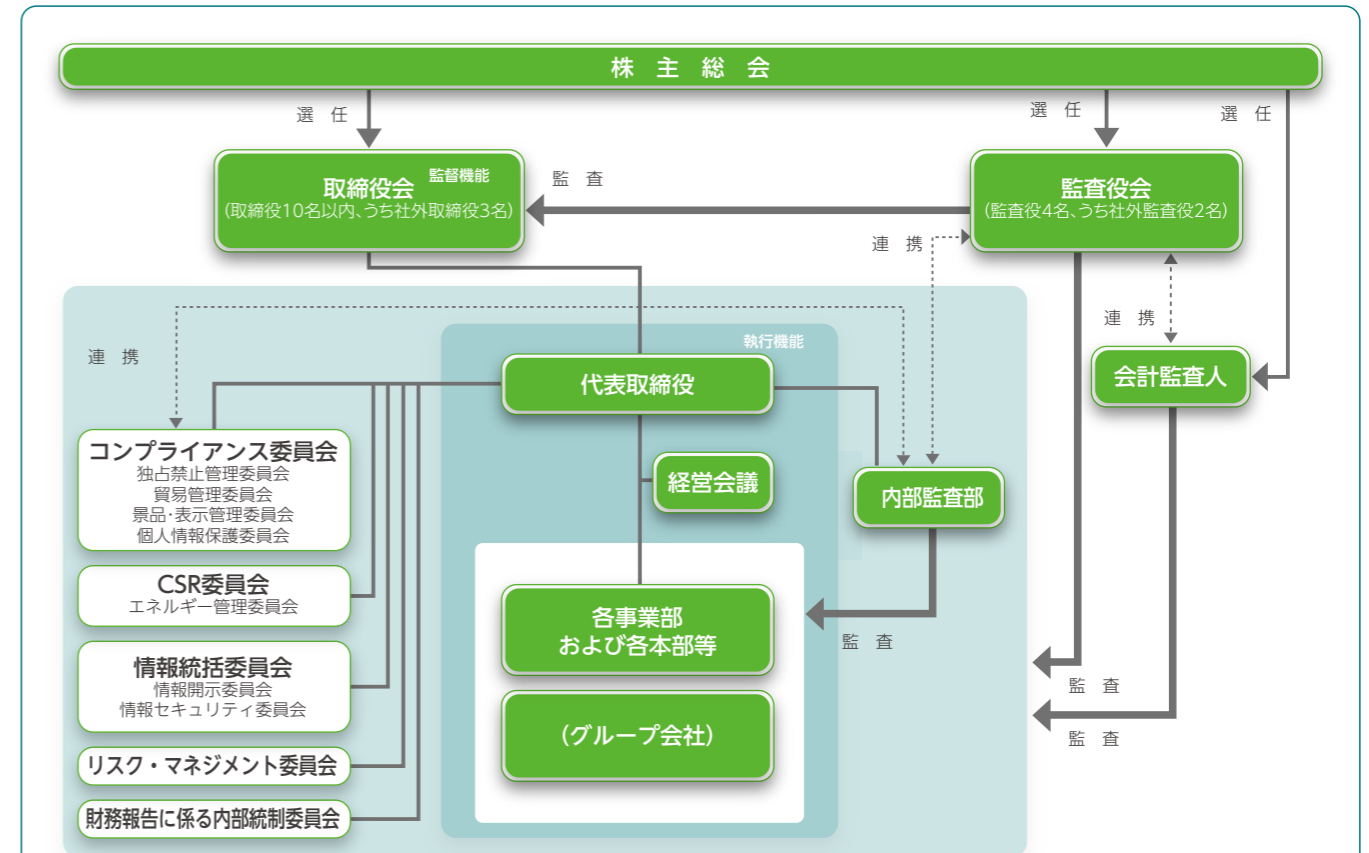 株主総会
選任
選任
選任
取締役会 監督機能
(取締役10名以内、うち社外取締役3名)
監査
監査役会
(監査役4名、うち社外監査役2名)
連携
連携
会計監査人
連携
執行機能
代表取締役
経営会議
内部監査部
コンプライアンス委員会
独占禁止管理委員会
貿易管理委員会
景品・表示管理委員会
個人情報保護委員会
CSR委員会
エネルギー管理委員会
情報統括委員会
情報開示委員会
情報セキュリティ委員会
リスク・マネジメント委員会
財務報告に係る内部統制委員会
各事業部
および各本部等
(グループ会社)
監査
監査
監査